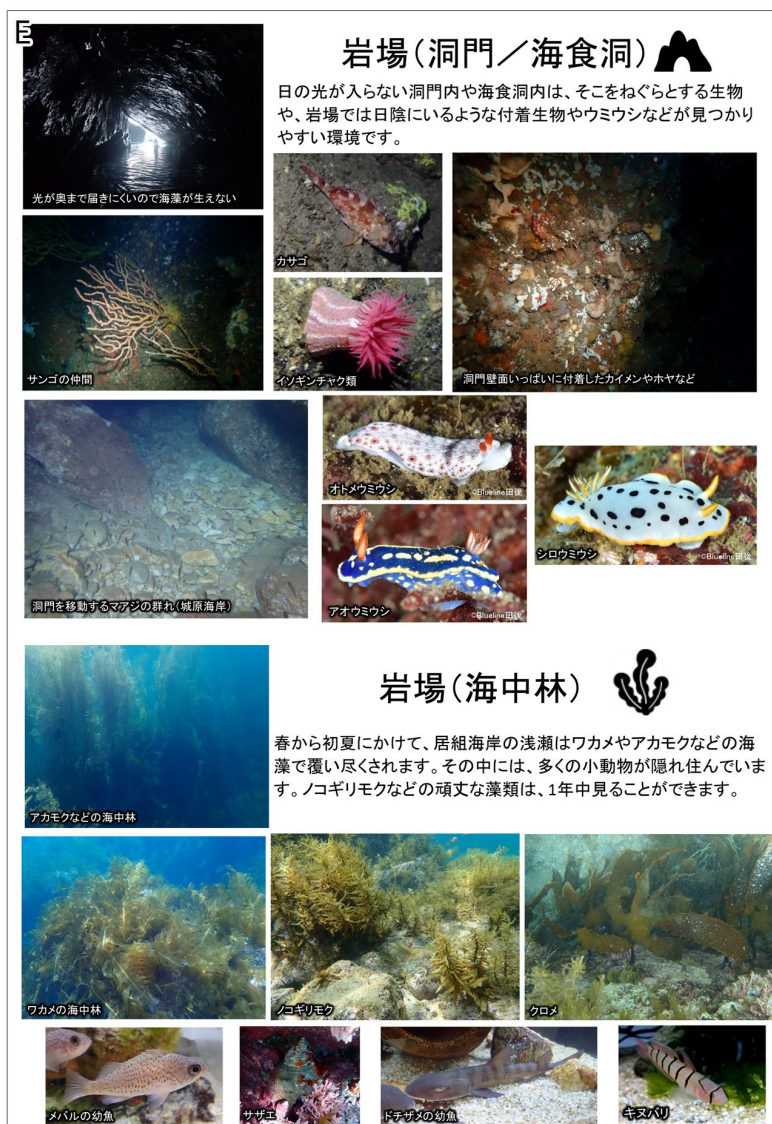 E
岩場(洞門／海食洞)
日の光が入らない洞門内や海食洞内は、そこをねぐらとする生物
や、岩場では日陰にいるような付着生物やウミウシなどが見つかり
やすい環境です。
光が奥まで届きにくいので海藻が生えない
カサゴ
サンゴの仲間
イソギンチャク類
洞門壁面いっぱいに付着したカイメンやホヤなど
オトメウミウシ
©Blueline田後
シロウミウシ
©Blueline田後
洞門を移動するマアジの群れ(城原海岸)
アオウミウシ
©Blueline田後
岩場(海中林)
春から初夏にかけて、居組海岸の浅瀬はワカメやアカモクなどの海
藻で覆い尽くされます。その中には、多くの小動物が隠れ住んでいま
す。ノコギリモクなどの頑丈な藻類は、1年中見ることができます。
アカモクなどの海中林
ワカメの海中林
ノコギリモク
クロメ
メバルの幼魚
サザエ
ドチザメの幼魚
キヌバリ